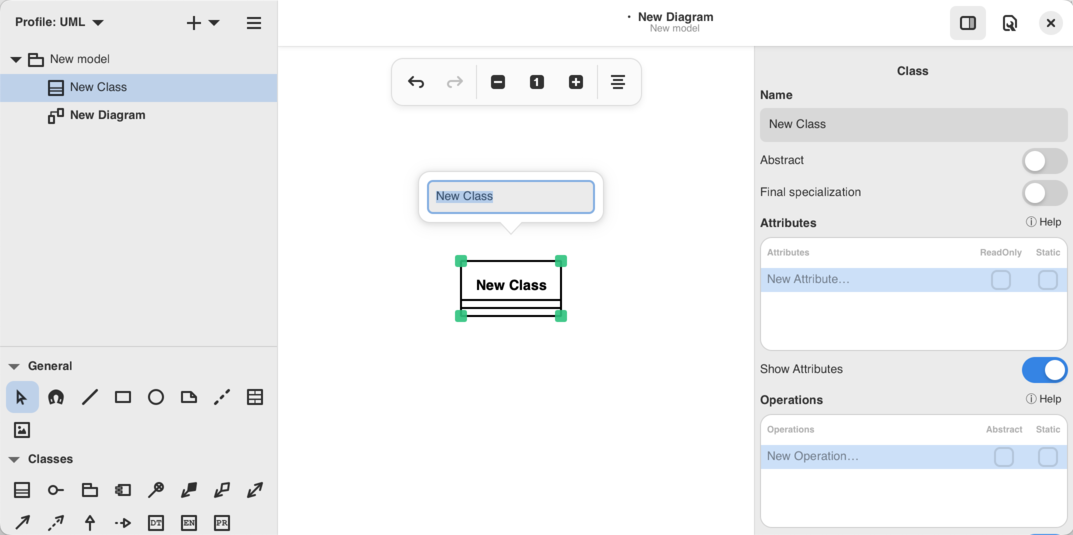 Profile: UML
New model
New Class
New Diagram
General
Classes
DT
EN
PR
• New Diagram
New model
1
New Class
New Class
Class
Name
New Class
Abstract
Final specialization
Attributes
Help
Attributes ReadOnly Static
New Attribute...
Show Attributes
Operations
Help
Operations Abstract Static
New Operation...